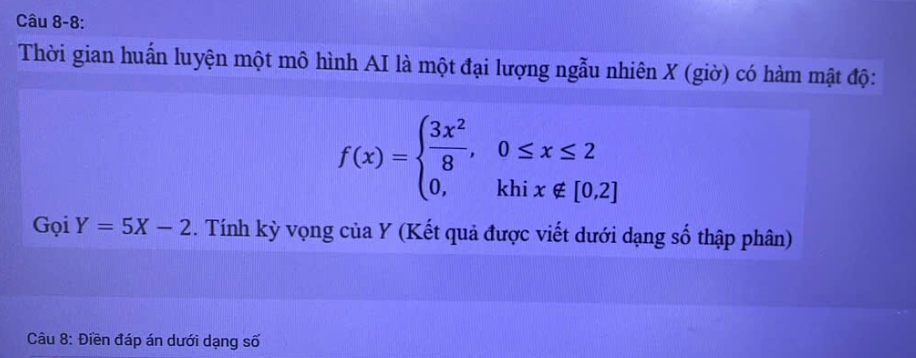 Câu 8-8:
Thời gian huấn luyện một mô hình AI là một đại lượng ngẫu nhiên X (giờ) có hàm mật độ:
f(x) = { 3x²/8, 0 ≤ x ≤ 2
0, khi x ∉ [0,2]
Gọi Y = 5X − 2. Tính kỳ vọng của Y (Kết quả được viết dưới dạng số thập phân)
Câu 8: Điền đáp án dưới dạng số